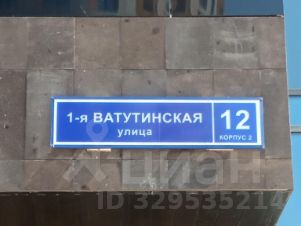 1-я ВАТУТИНСКАЯ
улица
12
КОРПУС 2
циан
ID 329535214